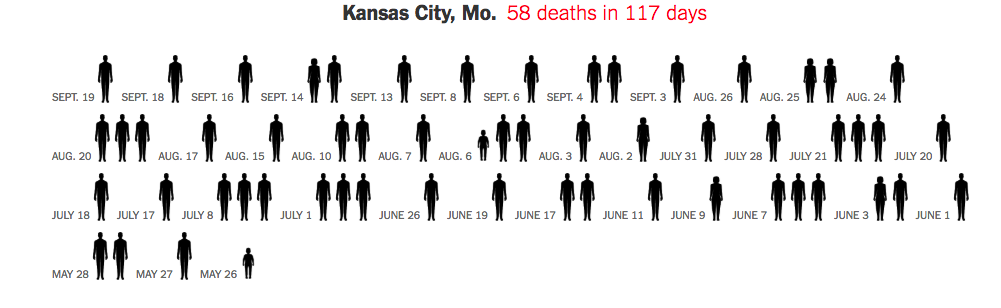 Kansas City, Mo. 58 deaths in 117 days
SEPT. 19 SEPT. 18 SEPT. 16 SEPT. 14 SEPT. 13 SEPT. 8 SEPT. 6 SEPT. 4 SEPT. 3 AUG. 26 AUG. 25 AUG. 24
AUG. 20 AUG. 17 AUG. 15 AUG. 10 AUG. 7 AUG. 6 AUG. 3 AUG. 2 JULY 31 JULY 28 JULY 21 JULY 20
JULY 18 JULY 17 JULY 8 JULY 1 JUNE 26 JUNE 19 JUNE 17 JUNE 11 JUNE 9 JUNE 7 JUNE 3 JUNE 1
MAY 28 MAY 27 MAY 26